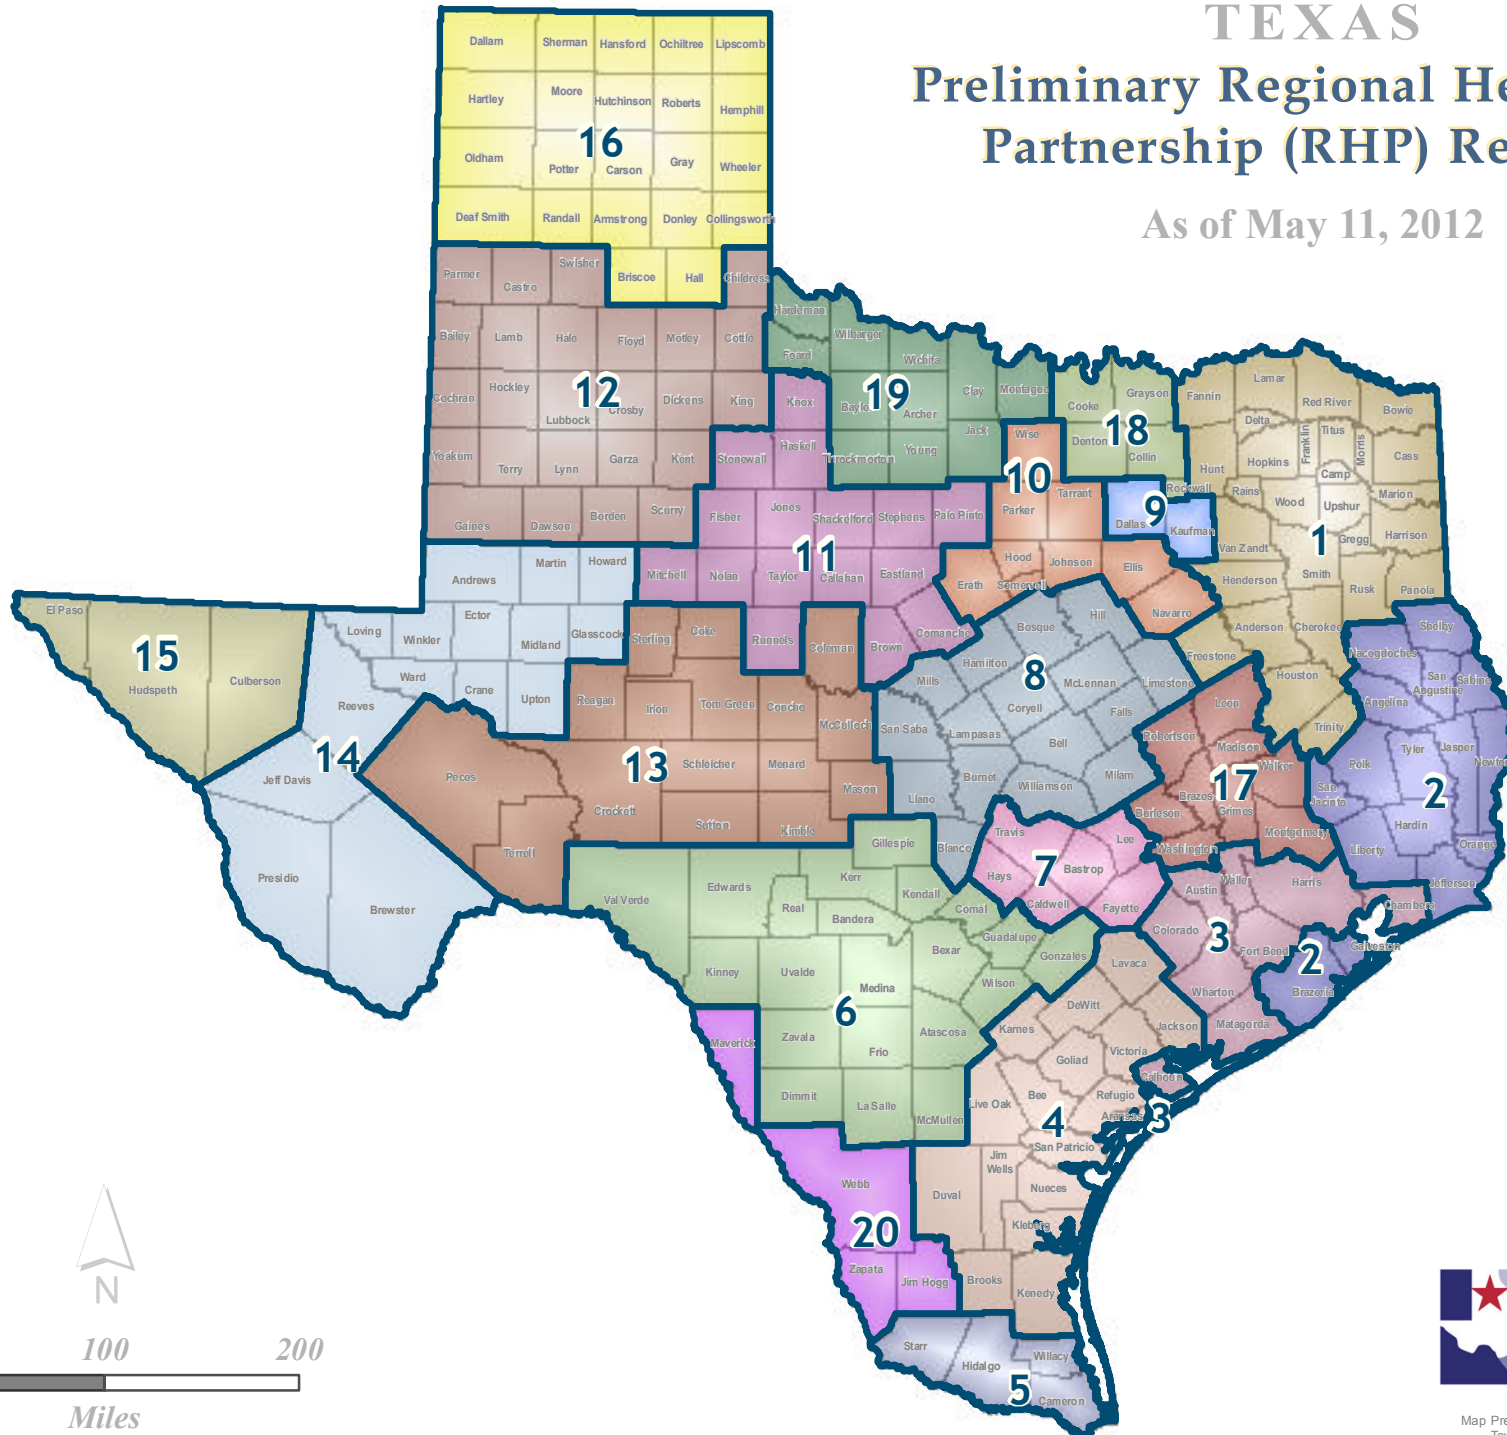 TEXAS
Preliminary Regional He
Partnership (RHP) Re
As of May 11, 2012
Dallam
Sherman
Hansford
Ochiltree
Lipscomb
Hartley
Moore
Hutchinson
Roberts
Hemphill
16
Oldham
Potter
Carson
Gray
Wheeler
Deaf Smith
Randall
Armstrong
Donley
Collingsworth
Parmer
Castro
Swisher
Briscoe
Hall
Childress
Bailey
Lamb
Hale
Floyd
Motley
Cottle
Hardeman
Foard
Wilbarger
Wichita
Clay
Montague
Cochran
Hockley
12
Lubbock
Crosby
Dickens
King
Knox
Baylor
19
Archer
Jack
Cooke
Grayson
Fannin
Lamar
Red River
Bowie
Yoakum
Terry
Lynn
Garza
Kent
Stonewall
Haskell
Throckmorton
Young
Wise
Denton
18
Collin
Delta
Hunt
Hopkins
Franklin
Titus
Morris
Camp
Cass
Gaines
Dawson
Borden
Scurry
Fisher
Jones
Shackelford
Stephens
Palo Pinto
10
Parker
Tarrant
9
Dallas
Rockwall
Kaufman
Rains
Wood
Upshur
Marion
Van Zandt
1
Gregg
Harrison
Smith
Andrews
Martin
Howard
Mitchell
Nolan
11
Taylor
Callahan
Eastland
Erath
Hood
Somervell
Johnson
Ellis
Navarro
Henderson
Rusk
Panola
El Paso
15
Hudspeth
Culberson
Loving
Winkler
Ector
Midland
Glasscock
Sterling
Coke
Runnels
Coleman
Brown
Comanche
Bosque
Hill
Anderson
Cherokee
Freestone
Shelby
Nacogdoches
Reeves
Ward
Crane
Upton
Reagan
Irion
Tom Green
Concho
McCulloch
Mills
Hamilton
8
McLennan
Limestone
Coryell
Falls
Houston
San Augustine
Sabine
Angelina
Trinity
14
Jeff Davis
Pecos
13
Crockett
Schleicher
Menard
Mason
San Saba
Lampasas
Bell
Burnet
Williamson
Milam
Llano
Robertson
Leon
Madison
Walker
17
Brazos
Grimes
Burleson
Washington
Montgomery
Polk
Tyler
Jasper
Newton
San Jacinto
2
Hardin
Liberty
Orange
Jefferson
Sutton
Kimble
Terrell
Presidio
Brewster
Val Verde
Edwards
Gillespie
Blanco
Kerr
Kendall
Real
Bandera
Comal
Travis
Hays
7
Bastrop
Lee
Caldwell
Fayette
Austin
Waller
Harris
Chambers
Colorado
3
Fort Bend
2
Galveston
Brazoria
Wharton
Matagorda
Kinney
Uvalde
Medina
Bexar
Guadalupe
Gonzales
Wilson
Lavaca
DeWitt
6
Maverick
Zavala
Frio
Atascosa
Karnes
Jackson
Goliad
Victoria
Calhoun
Dimmit
La Salle
McMullen
Live Oak
Bee
Refugio
Aransas
3
4
San Patricio
Jim Wells
Webb
Duval
Nueces
20
Kleberg
Zapata
Jim Hogg
Brooks
Kenedy
Starr
Hidalgo
Willacy
5
Cameron
N
100
200
Miles
Map Pre